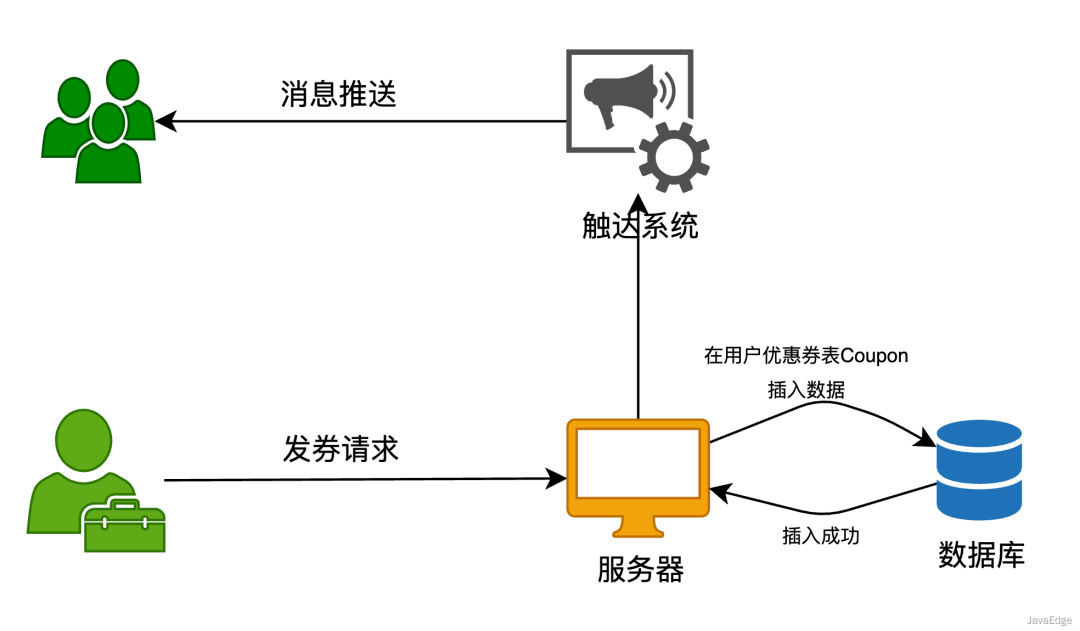 消息推送
触达系统
在用户优惠券表Coupon
插入数据
发券请求
插入成功
服务器
数据库
JavaEdge